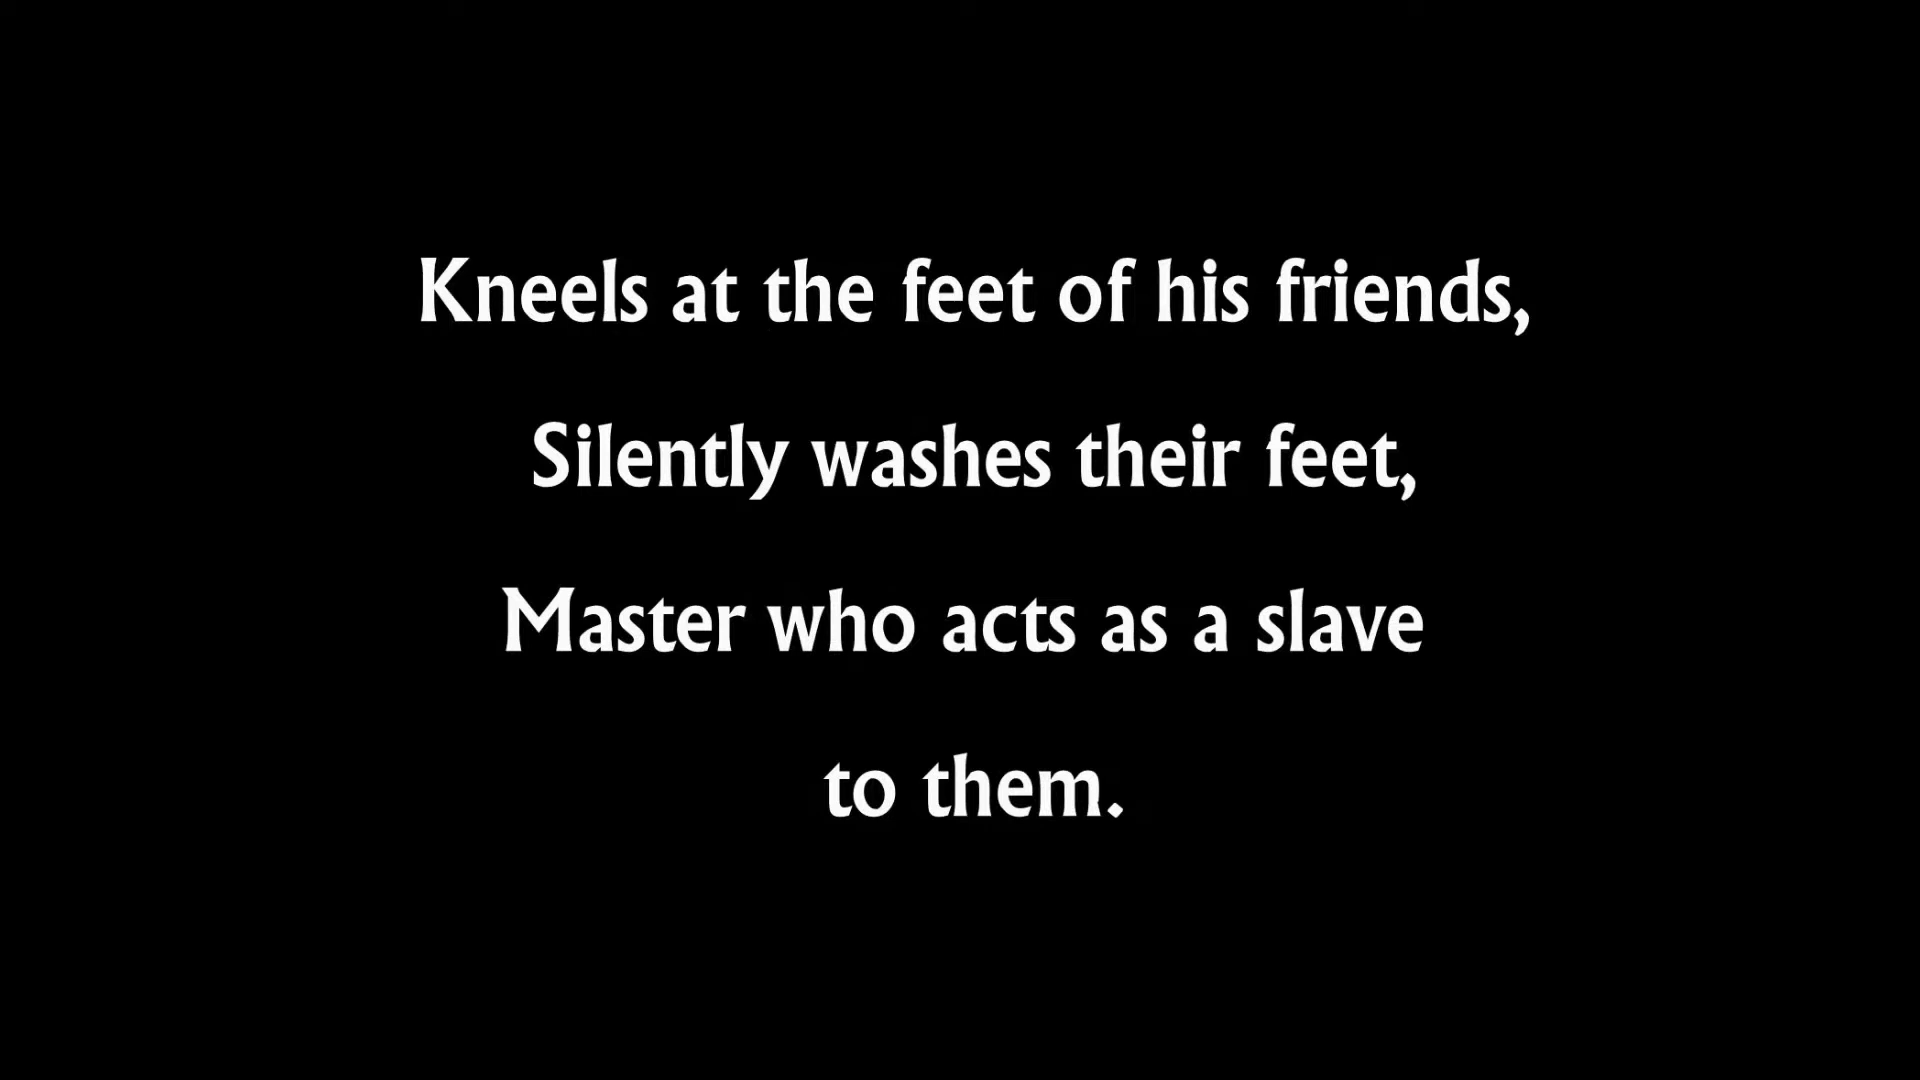 Kneels at the feet of his friends,
Silently washes their feet,
Master who acts as a slave
to them.